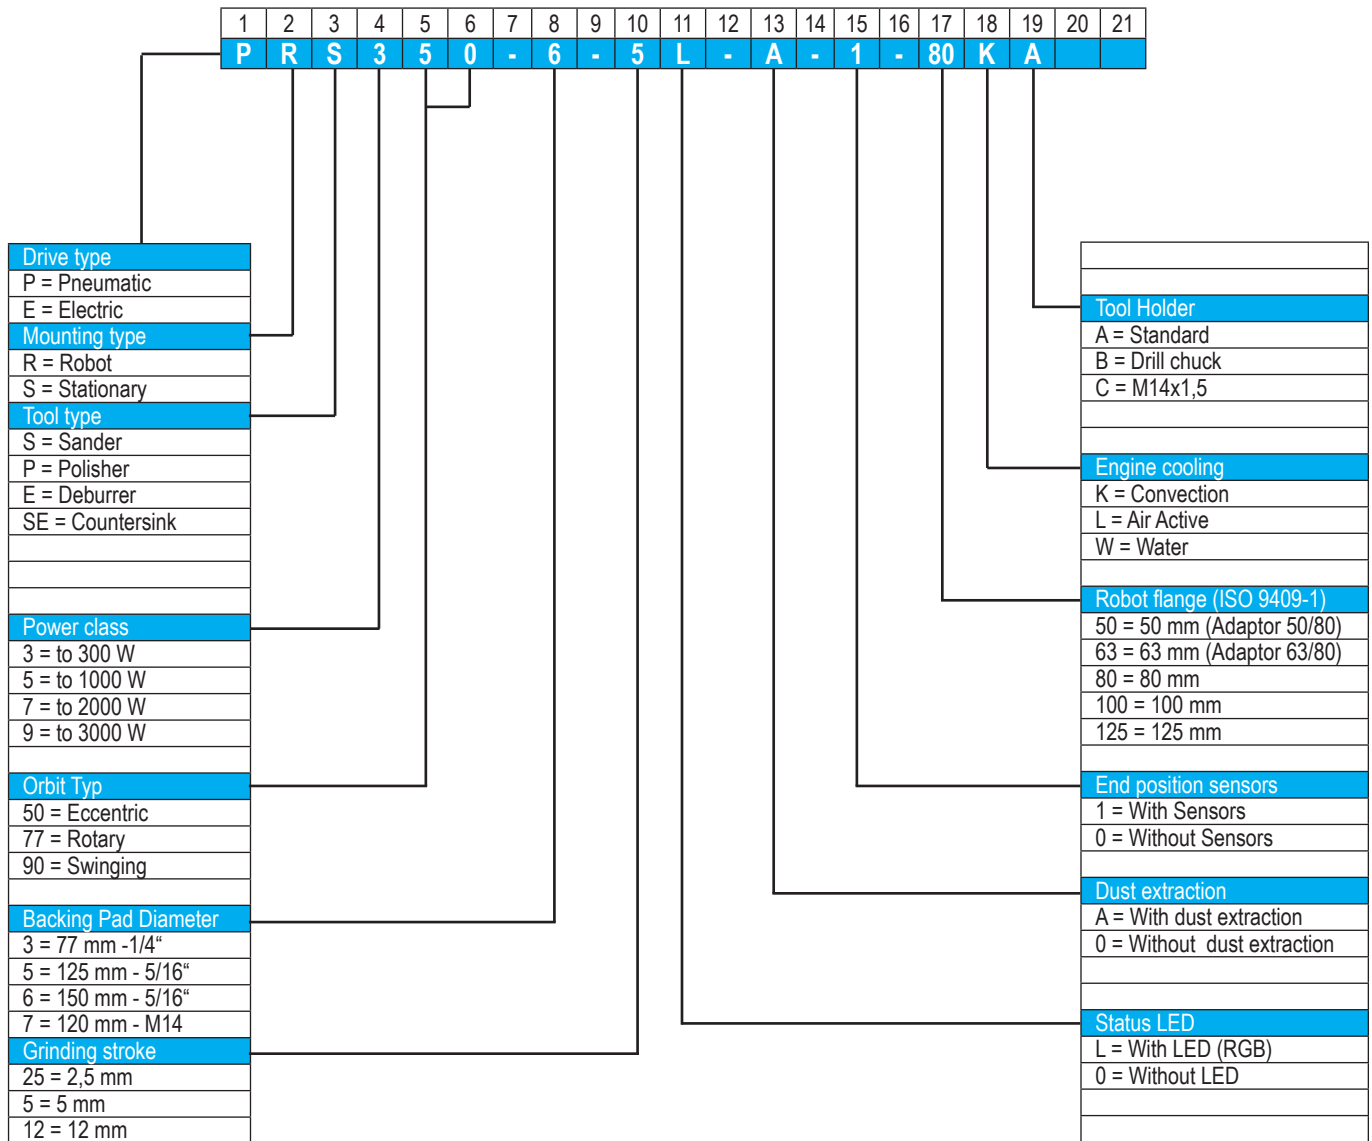 1 2 3 4 5 6 7 8 9 10 11 12 13 14 15 16 17 18 19 20 21
P R S 3 5 0 - 6 - 5 L - A - 1 - 80 K A
Drive type
P = Pneumatic
E = Electric
Mounting type
R = Robot
S = Stationary
Tool type
S = Sander
P = Polisher
E = Deburrer
SE = Countersink
Power class
3 = to 300 W
5 = to 1000 W
7 = to 2000 W
9 = to 3000 W
Orbit Typ
50 = Eccentric
77 = Rotary
90 = Swinging
Backing Pad Diameter
3 = 77 mm -1/4“
5 = 125 mm - 5/16“
6 = 150 mm - 5/16“
7 = 120 mm - M14
Grinding stroke
25 = 2,5 mm
5 = 5 mm
12 = 12 mm
Tool Holder
A = Standard
B = Drill chuck
C = M14x1,5
Engine cooling
K = Convection
L = Air Active
W = Water
Robot flange (ISO 9409-1)
50 = 50 mm (Adaptor 50/80)
63 = 63 mm (Adaptor 63/80)
80 = 80 mm
100 = 100 mm
125 = 125 mm
End position sensors
1 = With Sensors
0 = Without Sensors
Dust extraction
A = With dust extraction
0 = Without dust extraction
Status LED
L = With LED (RGB)
0 = Without LED